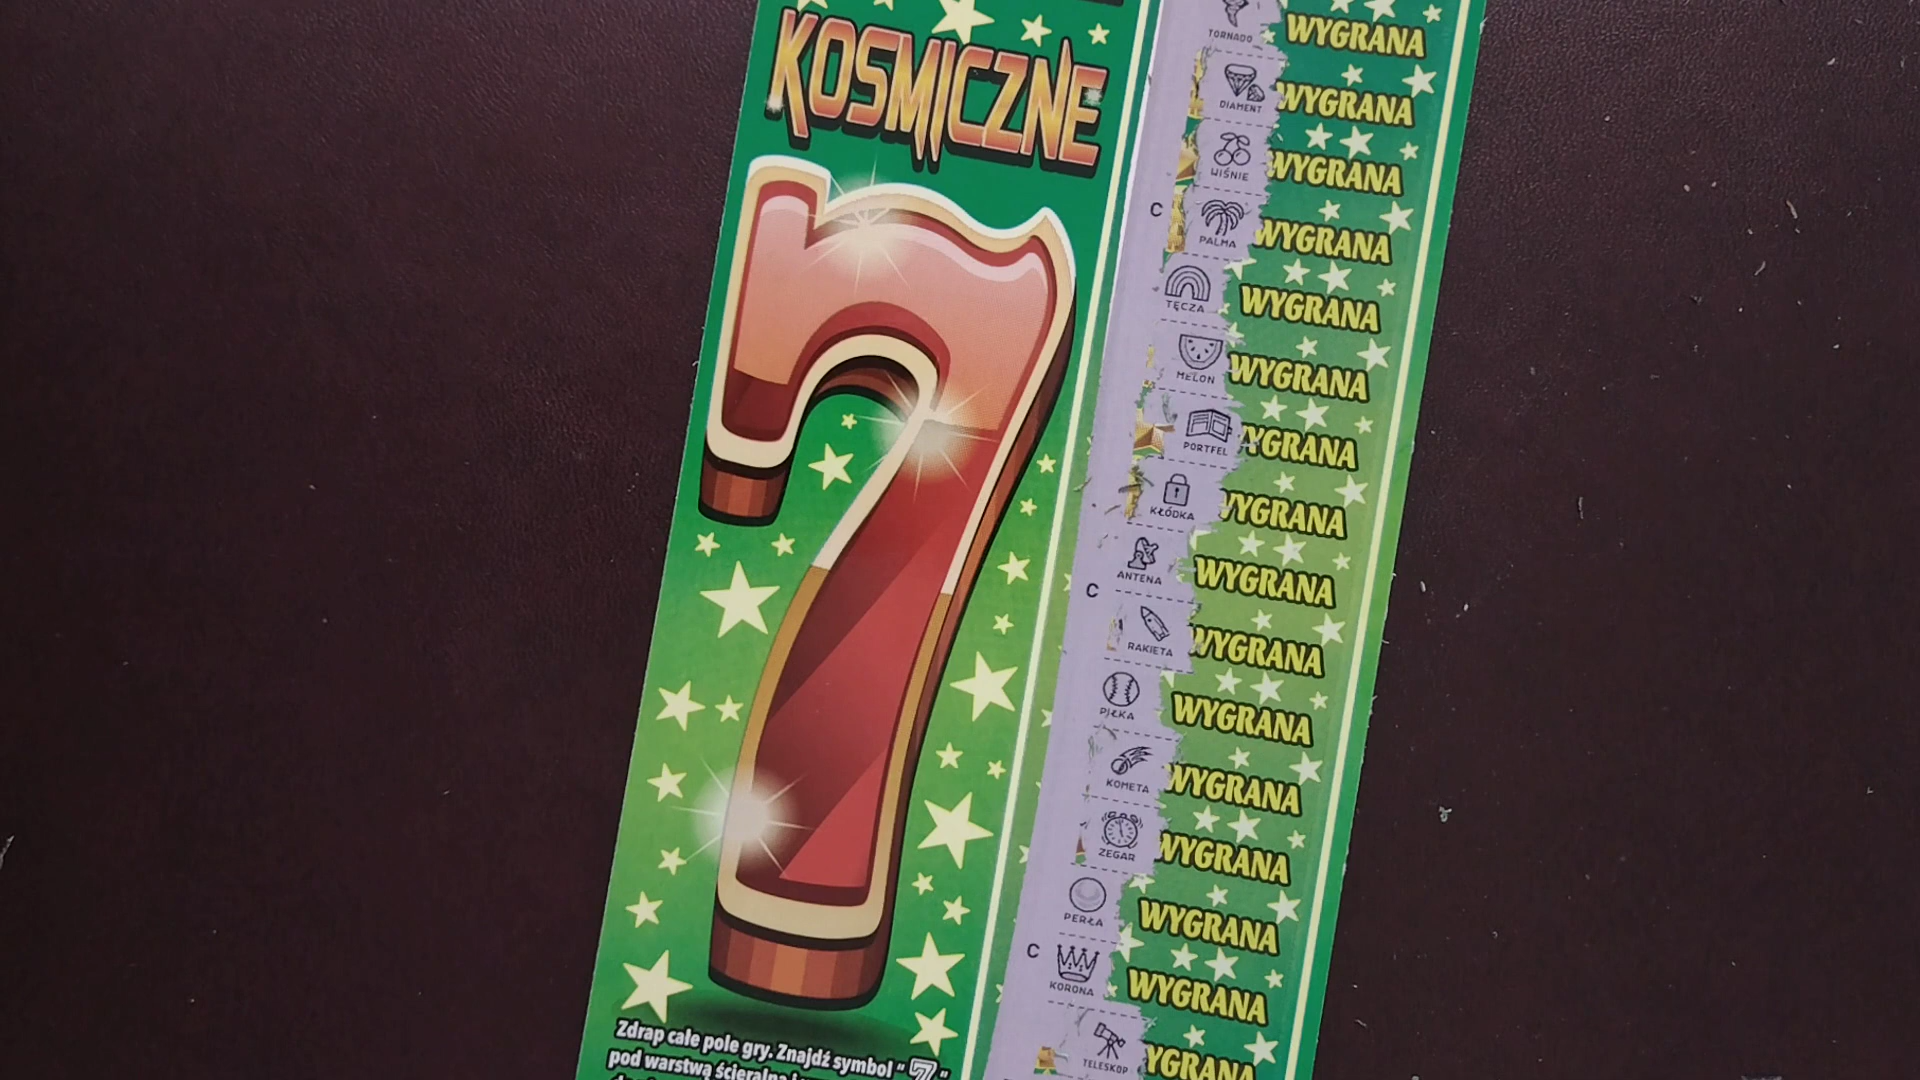 KOSMICZNE
7
Zdrap całe pole gry. Znajdź symbol "7"
pod warstwą ścieralną
TORNADO WYGRANA
DIAMENT WYGRANA
WIŚNIE WYGRANA
C
PALMA WYGRANA
TĘCZA WYGRANA
MELON WYGRANA
PORTFEL WYGRANA
KŁÓDKA WYGRANA
ANTENA WYGRANA
C
RAKIETA WYGRANA
PIŁKA WYGRANA
KOMETA WYGRANA
ZEGAR WYGRANA
PERŁA WYGRANA
C
KORONA WYGRANA
TELESKOP WYGRANA